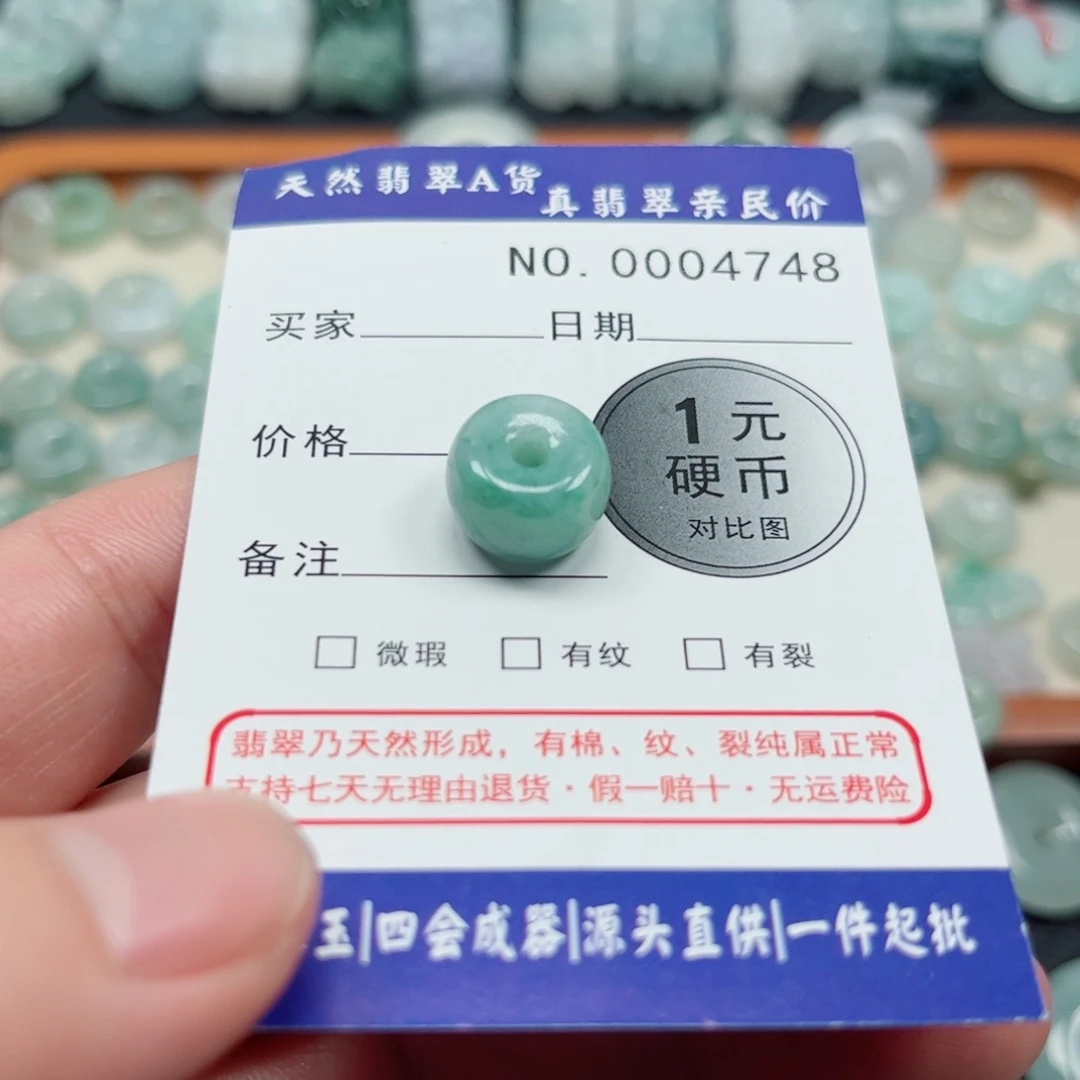 天然翡翠A货
真翡翠亲民价
NO. 0004748
买家 日期
1元
硬币
对比图
价格
备注
微瑕 有纹 有裂
翡翠乃天然形成，有棉、纹、裂纯属正常
支持七天无理由退货·假一赔十·无运费险
玉|四会成器|源头直供|一件起批